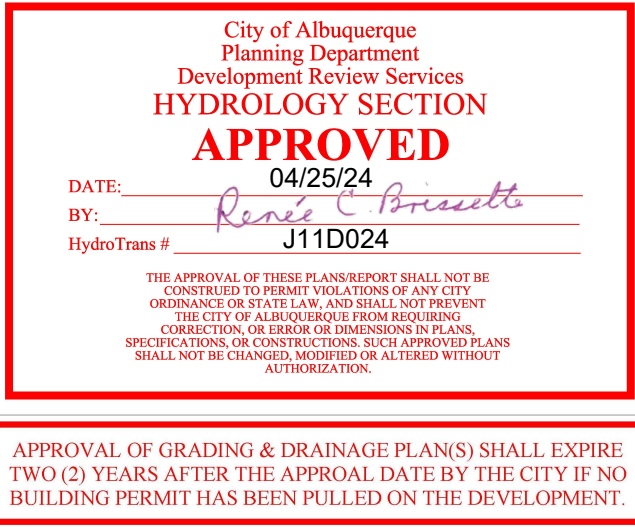 City of Albuquerque
Planning Department
Development Review Services
HYDROLOGY SECTION
APPROVED
DATE: 04/25/24
BY: Renée C. Brissette
HydroTrans # J11D024
THE APPROVAL OF THESE PLANS/REPORT SHALL NOT BE
CONSTRUED TO PERMIT VIOLATIONS OF ANY CITY
ORDINANCE OR STATE LAW, AND SHALL NOT PREVENT
THE CITY OF ALBUQUERQUE FROM REQUIRING
CORRECTION, OR ERROR OR DIMENSIONS IN PLANS,
SPECIFICATIONS, OR CONSTRUCTIONS. SUCH APPROVED PLANS
SHALL NOT BE CHANGED, MODIFIED OR ALTERED WITHOUT
AUTHORIZATION.
APPROVAL OF GRADING & DRAINAGE PLAN(S) SHALL EXPIRE
TWO (2) YEARS AFTER THE APPROAL DATE BY THE CITY IF NO
BUILDING PERMIT HAS BEEN PULLED ON THE DEVELOPMENT.